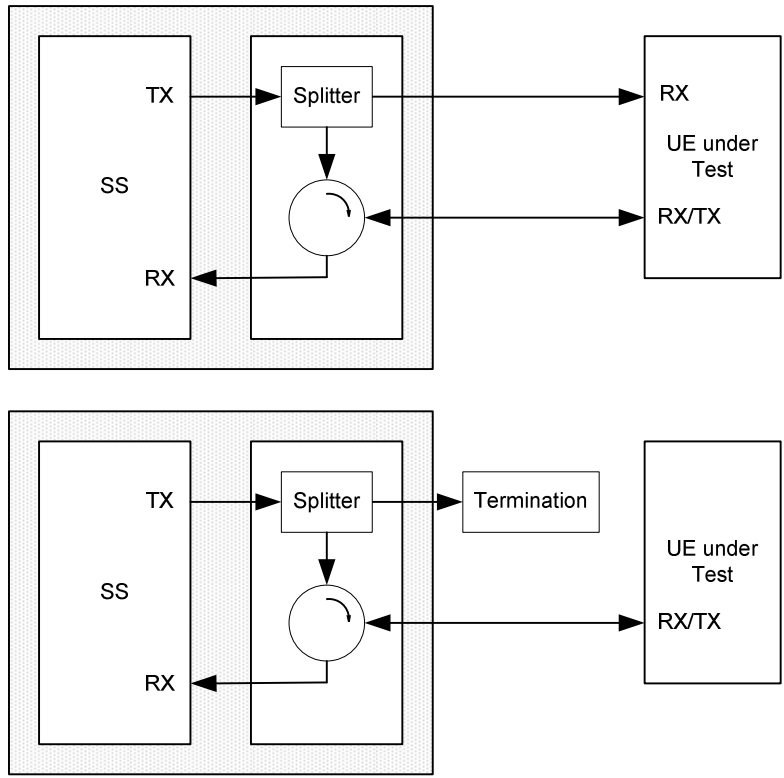 TX
Splitter
RX
SS
UE under
Test
RX/TX
RX
TX
Splitter
Termination
SS
UE under
Test
RX/TX
RX